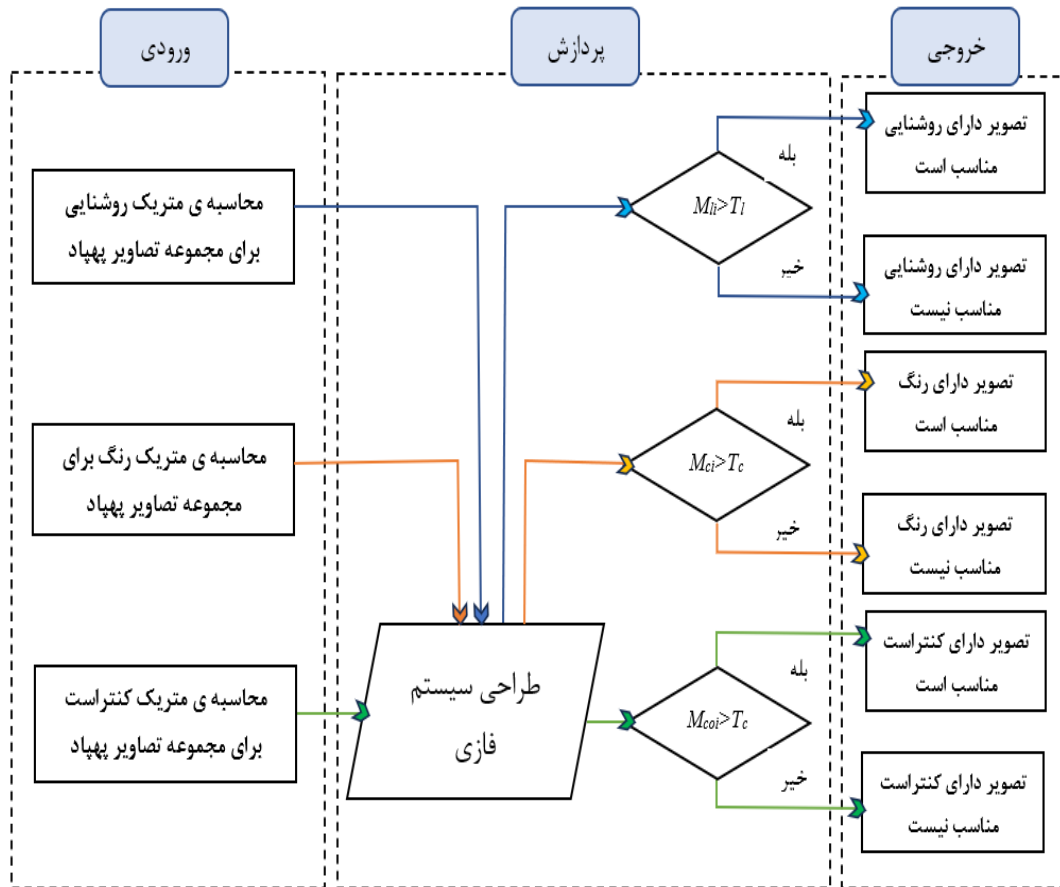 ورودی
پردازش
خروجی
محاسبه ی متریک روشنایی
برای مجموعه تصاویر پهپاد
محاسبه ی متریک رنگ برای
مجموعه تصاویر پهپاد
محاسبه ی متریک کنتراست
برای مجموعه تصاویر پهپاد
طراحی سیستم
فازی
Mli>Tl
بله
خیر
Mci>Tc
بله
خیر
Mcoi>Tc
بله
خیر
تصویر دارای روشنایی
مناسب است
تصویر دارای روشنایی
مناسب نیست
تصویر دارای رنگ
مناسب است
تصویر دارای رنگ
مناسب نیست
تصویر دارای کنتراست
مناسب است
تصویر دارای کنتراست
مناسب نیست